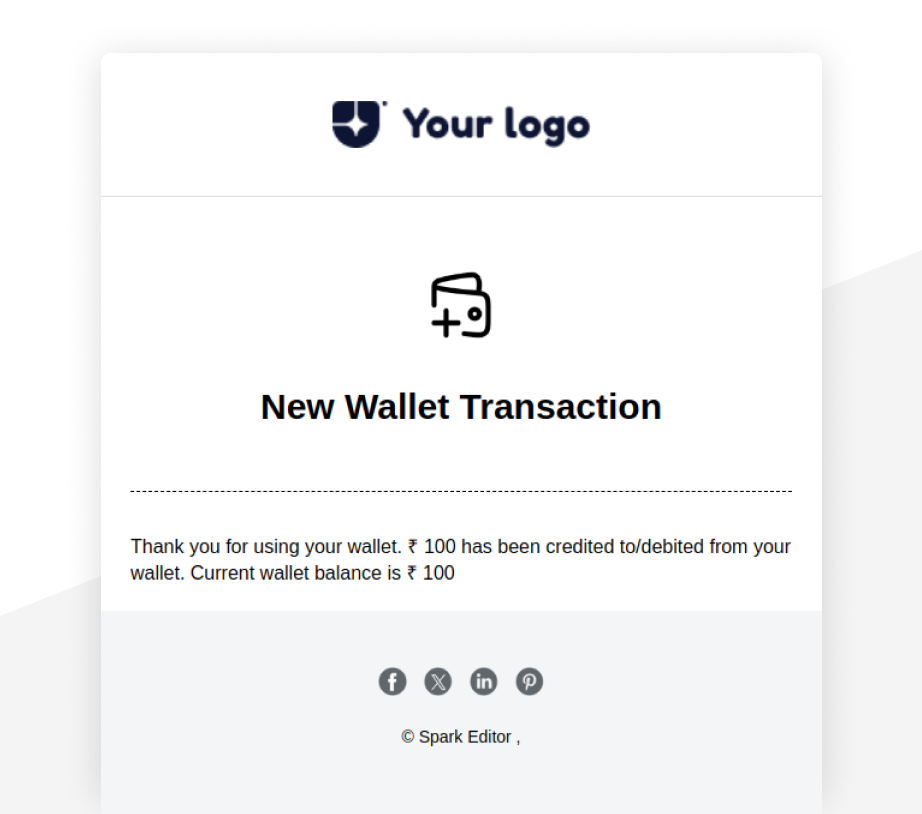 Your logo
New Wallet Transaction
Thank you for using your wallet. ₹ 100 has been credited to/debited from your
wallet. Current wallet balance is ₹ 100
© Spark Editor ,